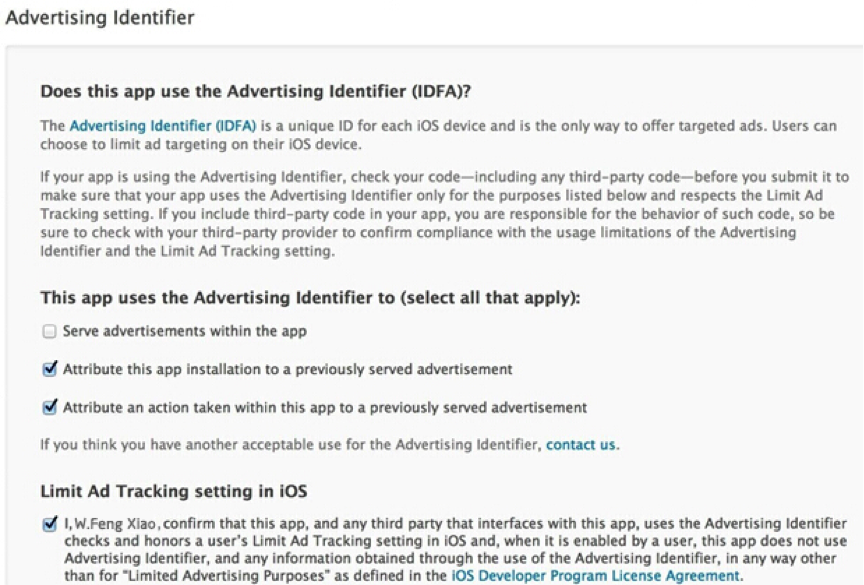 Advertising Identifier
Does this app use the Advertising Identifier (IDFA)?
The Advertising Identifier (IDFA) is a unique ID for each iOS device and is the only way to offer targeted ads. Users can
choose to limit ad targeting on their iOS device.
If your app is using the Advertising Identifier, check your code—including any third-party code—before you submit it to
make sure that your app uses the Advertising Identifier only for the purposes listed below and respects the Limit Ad
Tracking setting. If you include third-party code in your app, you are responsible for the behavior of such code, so be
sure to check with your third-party provider to confirm compliance with the usage limitations of the Advertising
Identifier and the Limit Ad Tracking setting.
This app uses the Advertising Identifier to (select all that apply):
Serve advertisements within the app
Attribute this app installation to a previously served advertisement
Attribute an action taken within this app to a previously served advertisement
If you think you have another acceptable use for the Advertising Identifier, contact us.
Limit Ad Tracking setting in iOS
I, W.Feng Xiao, confirm that this app, and any third party that interfaces with this app, uses the Advertising Identifier
checks and honors a user's Limit Ad Tracking setting in iOS and, when it is enabled by a user, this app does not use
Advertising Identifier, and any information obtained through the use of the Advertising Identifier, in any way other
than for "Limited Advertising Purposes" as defined in the iOS Developer Program License Agreement.